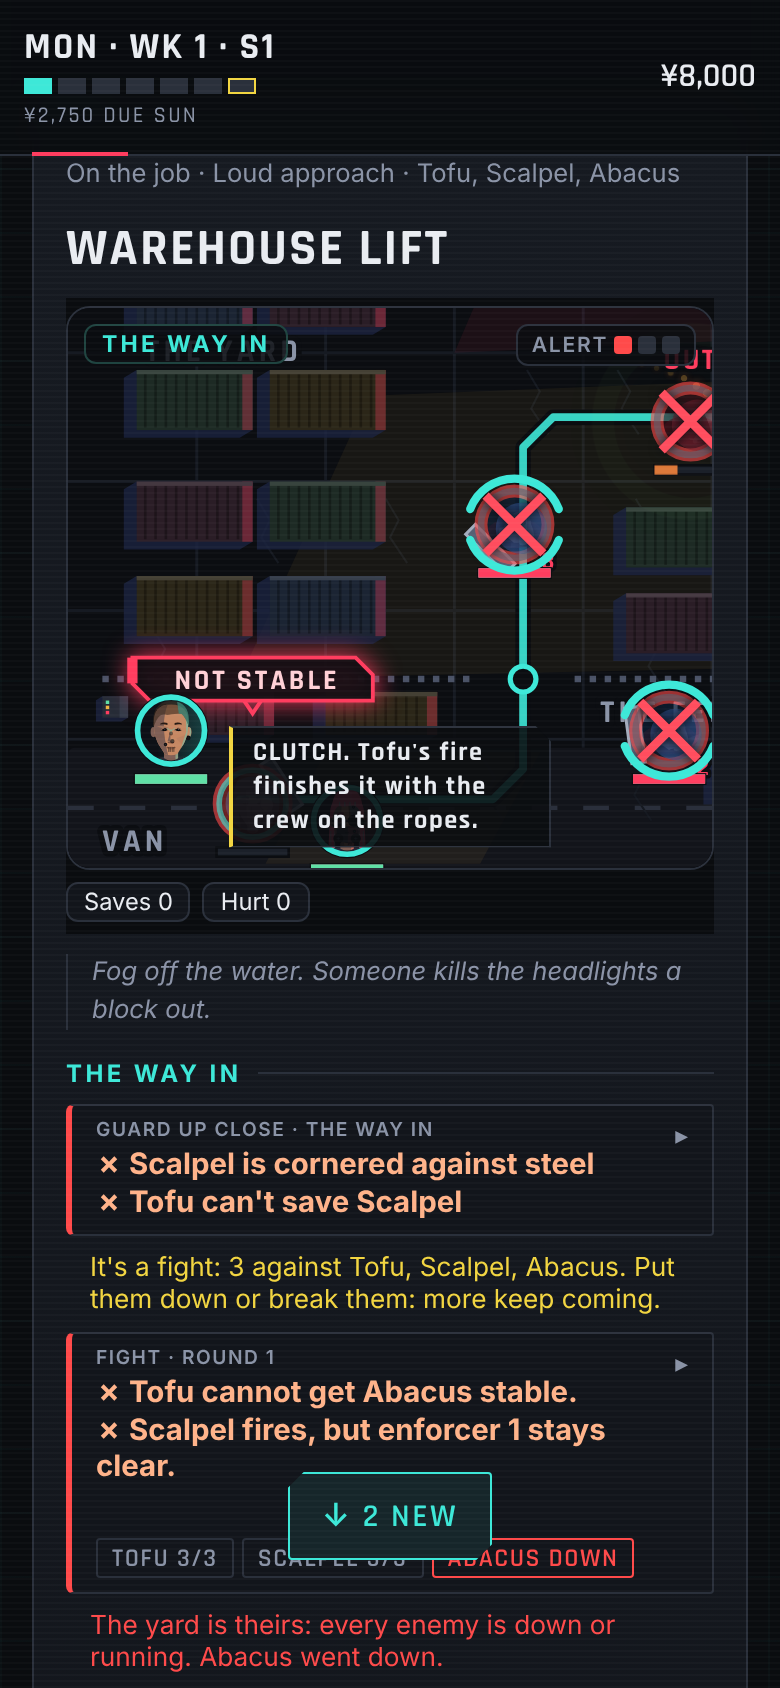 MON · WK 1 · S1
¥8,000
¥2,750 DUE SUN
On the job · Loud approach · Tofu, Scalpel, Abacus
WAREHOUSE LIFT
THE WAY IN
ALERT
OUT
NOT STABLE
CLUTCH. Tofu's fire
finishes it with the
crew on the ropes.
VAN
Saves 0
Hurt 0
Fog off the water. Someone kills the headlights a
block out.
THE WAY IN
GUARD UP CLOSE · THE WAY IN
× Scalpel is cornered against steel
× Tofu can't save Scalpel
It's a fight: 3 against Tofu, Scalpel, Abacus. Put
them down or break them: more keep coming.
FIGHT · ROUND 1
× Tofu cannot get Abacus stable.
× Scalpel fires, but enforcer 1 stays
clear.
↓ 2 NEW
TOFU 3/3
SCALPEL 3/3
ABACUS DOWN
The yard is theirs: every enemy is down or
running. Abacus went down.